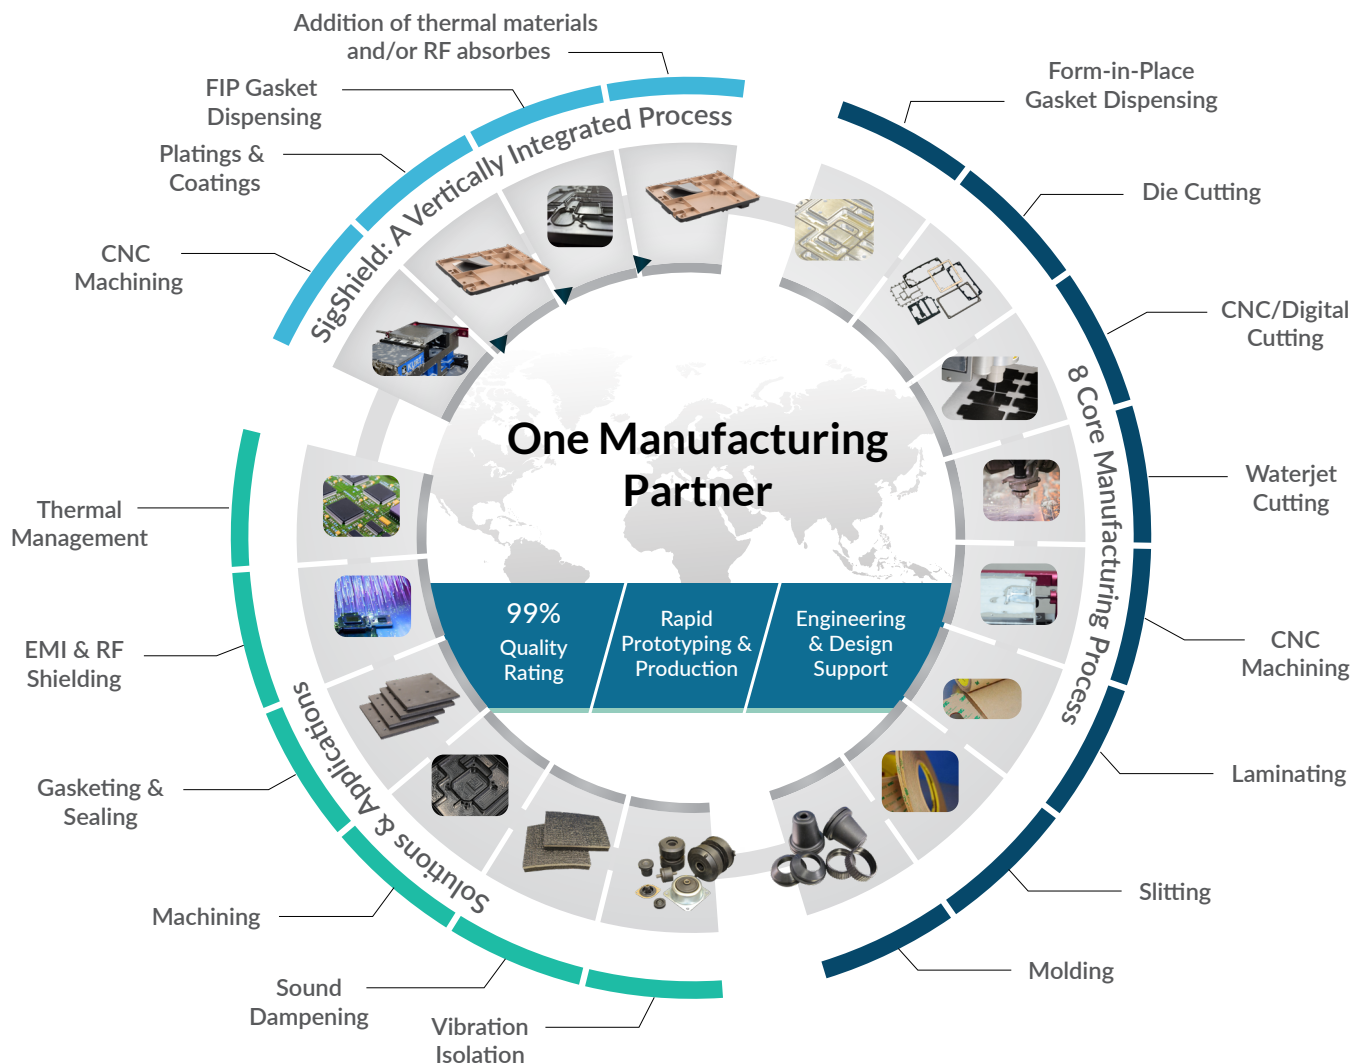 Addition of thermal materials
and/or RF absorbes
FIP Gasket
Dispensing
Platings &
Coatings
CNC
Machining
SigShield: A Vertically Integrated Process
Form-in-Place
Gasket Dispensing
Die Cutting
CNC/Digital
Cutting
Waterjet
Cutting
CNC
Machining
Laminating
Slitting
Molding
8 Core Manufacturing Process
One Manufacturing
Partner
99%
Quality
Rating
Rapid
Prototyping &
Production
Engineering
& Design
Support
Thermal
Management
EMI & RF
Shielding
Gasketing &
Sealing
Machining
Sound
Dampening
Vibration
Isolation
Solutions & Applications
KURT